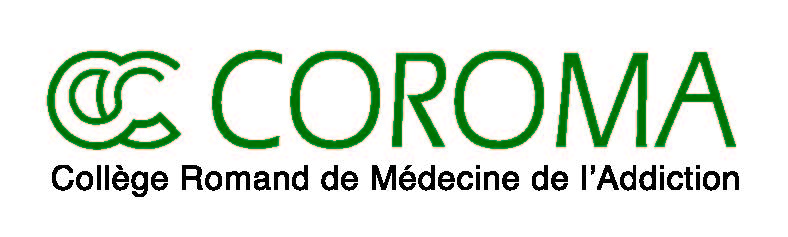 COROMA
Collège Romand de Médecine de l'Addiction